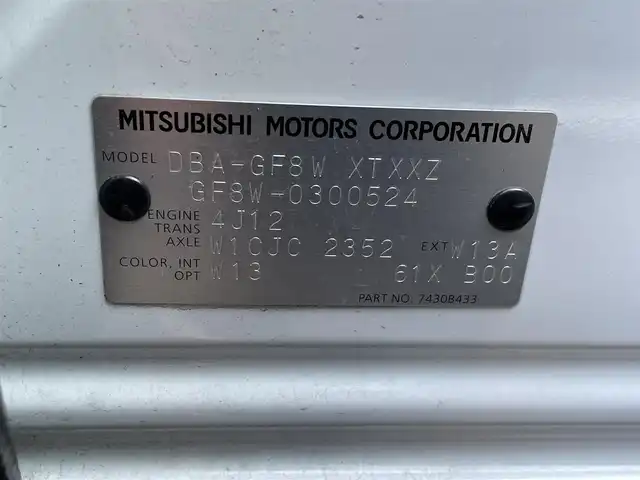 MITSUBISHI MOTORS CORPORATION
MODEL DBA-GF8W XTXXZ
GF8W-0300524
ENGINE 4J12
TRANS AXLE W1CJC 2352 EXT W13A
COLOR, INT OPT W13 61X B00
PART NO. 7430B433